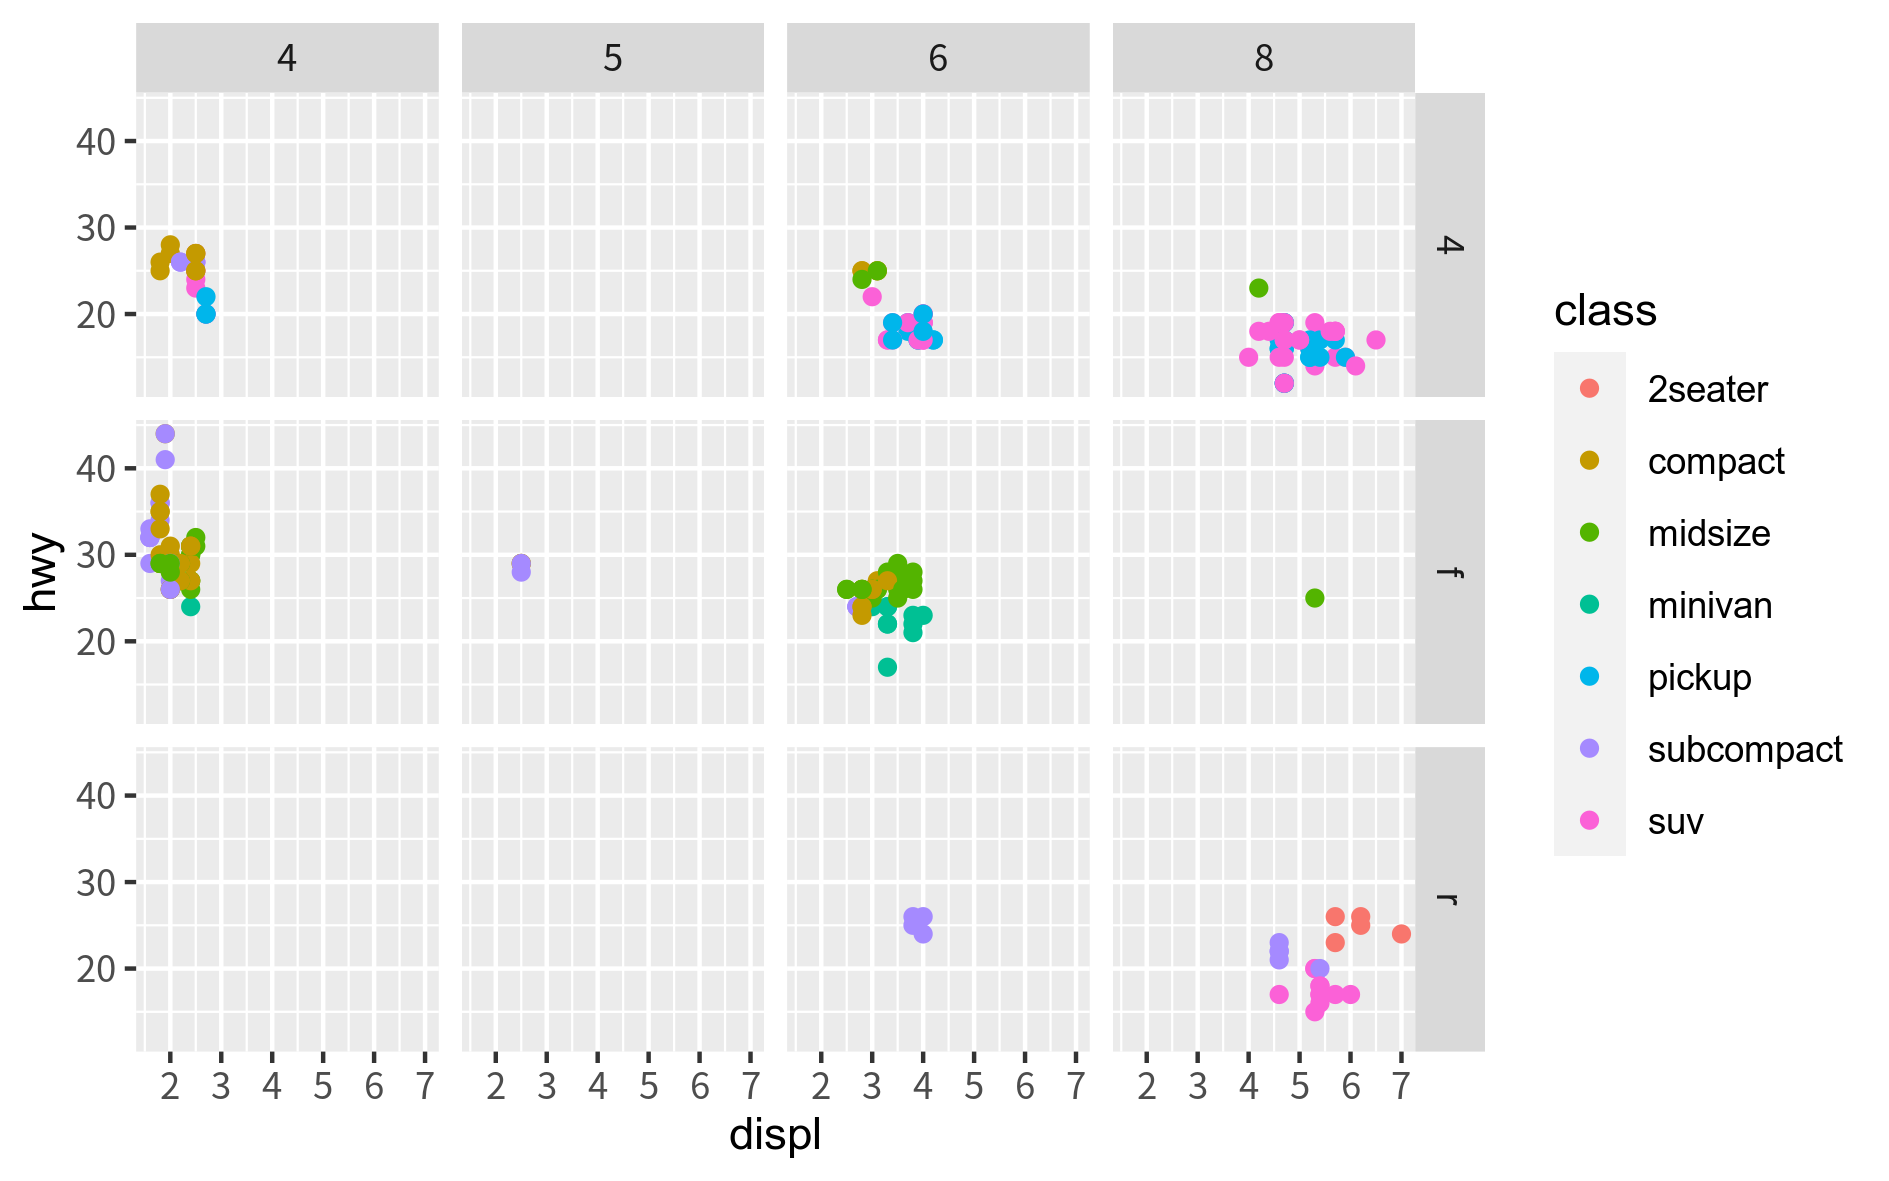 4 5 6 8
40
30
20
4
class
2seater
compact
midsize
minivan
pickup
subcompact
suv
hwy
40
30
20
f
40
30
20
r
2 3 4 5 6 7 2 3 4 5 6 7 2 3 4 5 6 7 2 3 4 5 6 7
displ